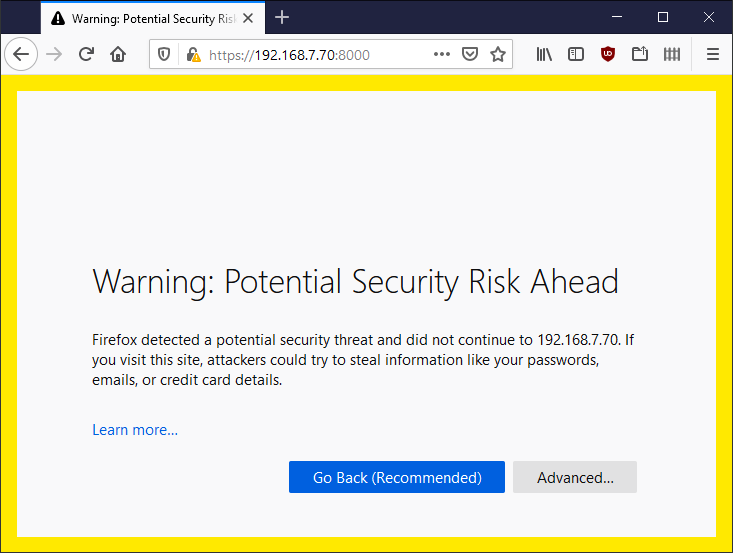 Warning: Potential Security Ris
https://192.168.7.70:8000
Warning: Potential Security Risk Ahead
Firefox detected a potential security threat and did not continue to 192.168.7.70. If
you visit this site, attackers could try to steal information like your passwords,
emails, or credit card details.
Learn more...
Go Back (Recommended)
Advanced...